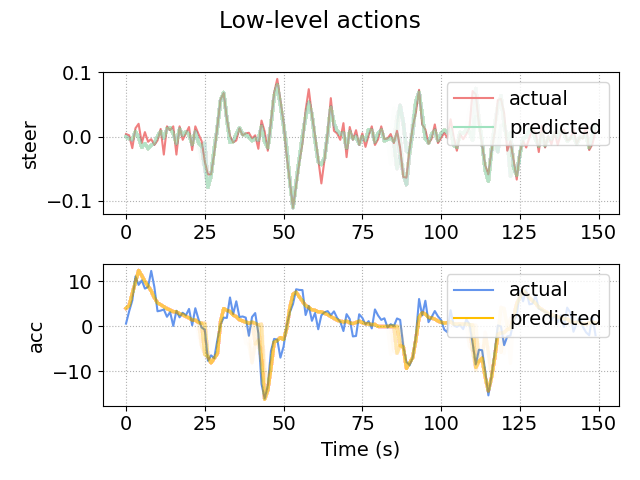 Low-level actions
0.1
0.0
−0.1
steer
actual
predicted
0 25 50 75 100 125 150
10
0
−10
acc
actual
predicted
0 25 50 75 100 125 150
Time (s)